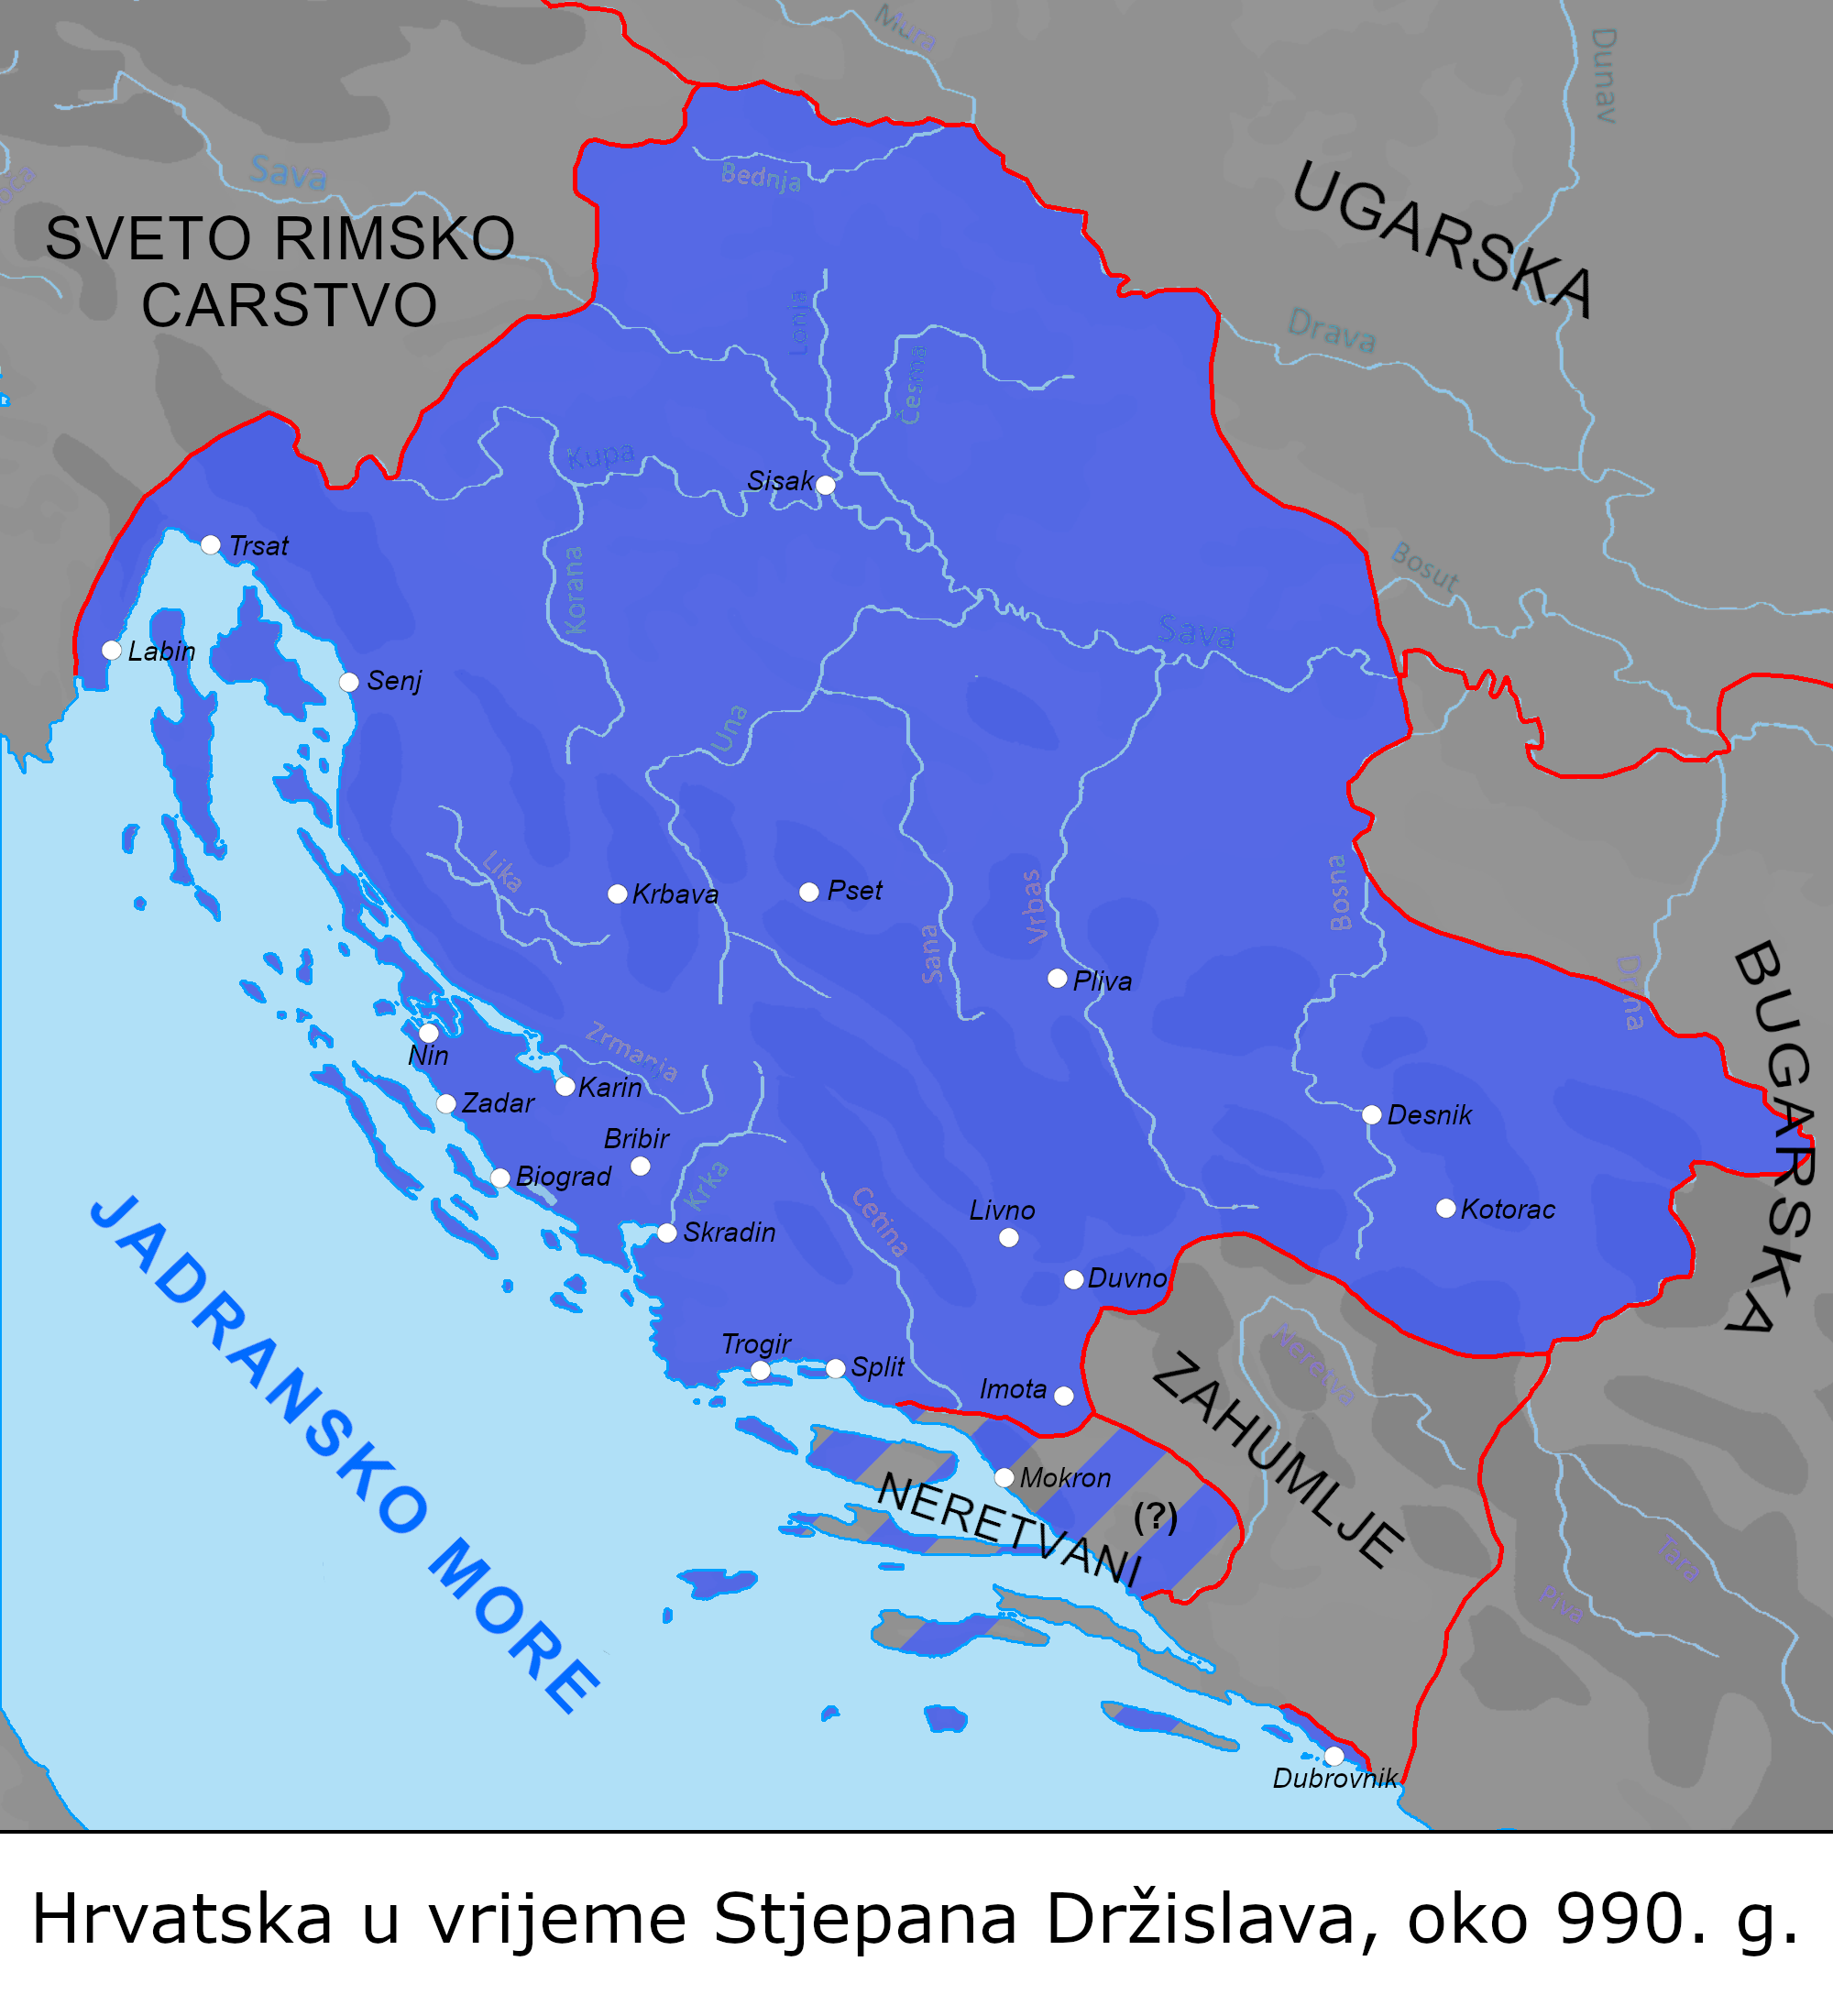 Mura
Dunav
Sava
SVETO RIMSKO
CARSTVO
Bednja
UGARSKA
Lonja
Česma
Drava
Kupa
Sisak
Trsat
Korana
Bosut
Sava
Labin
Senj
Una
Lika
Krbava
Pset
Sana
Vrbas
Bosna
Pliva
Drina
BUGARSKA
Nin
Zrmanja
Karin
Zadar
Desnik
Bribir
Biograd
Krka
Cetina
Livno
Kotorac
Skradin
Duvno
JADRANSKO MORE
Trogir
Split
Imota
Neretva
ZAHUMLJE
Mokron
NERETVANI
(?)
Tara
Piva
Dubrovnik
Hrvatska u vrijeme Stjepana Držislava, oko 990. g.